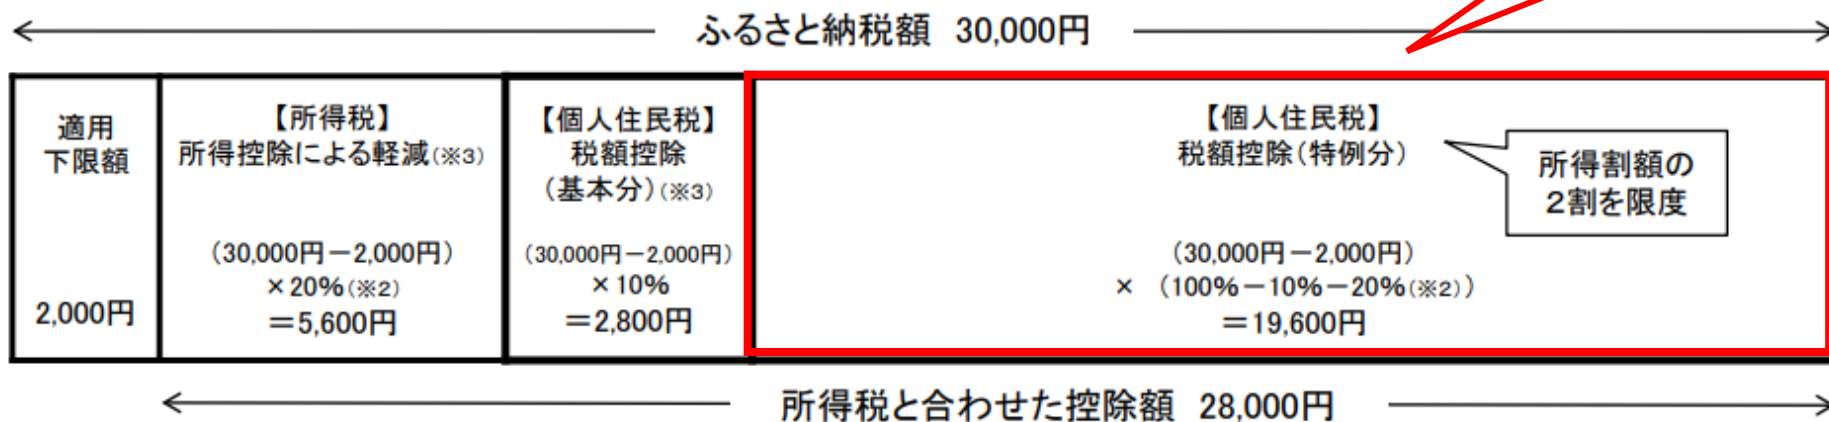 ふるさと納税額 30,000円
適用
下限額
2,000円
【所得税】
所得控除による軽減(※3)
(30,000円-2,000円)
×20%(※2)
=5,600円
【個人住民税】
税額控除
(基本分)(※3)
(30,000円-2,000円)
×10%
=2,800円
【個人住民税】
税額控除(特例分)
(30,000円-2,000円)
× (100%-10%-20%(※2))
=19,600円
所得割額の
2割を限度
所得税と合わせた控除額 28,000円